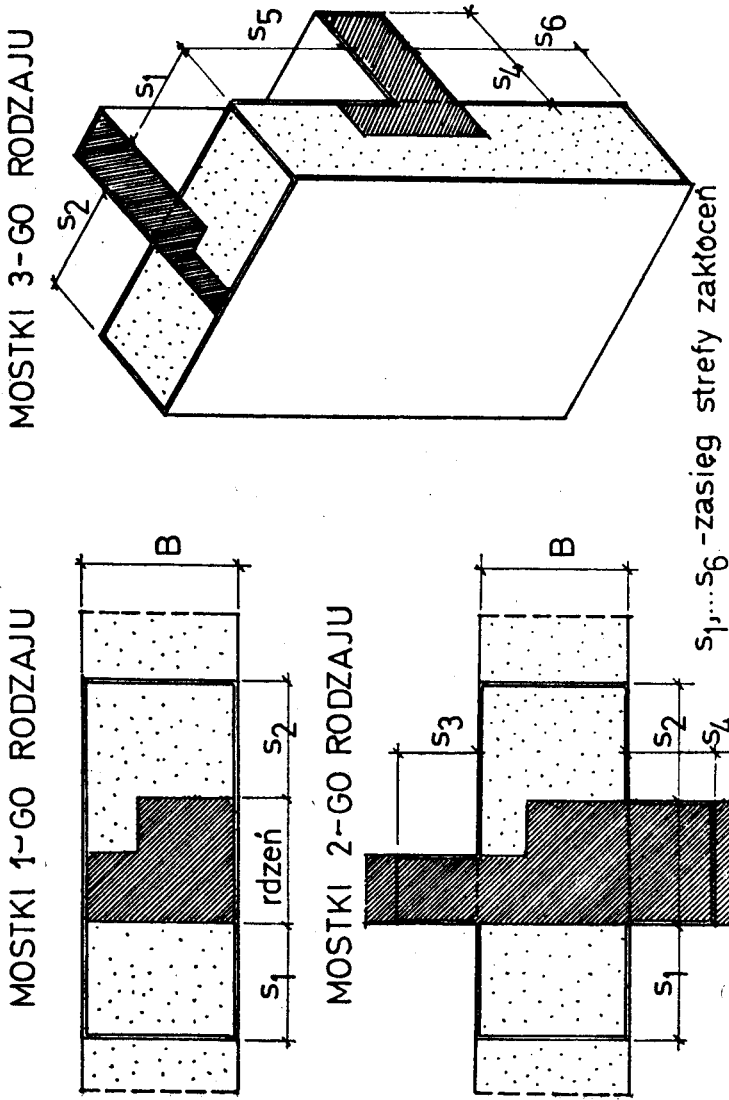 MOSTKI 1-GO RODZAJU
B
s₁
rdzeń
s₂
MOSTKI 2-GO RODZAJU
s₃
B
s₁
s₂
s₄
MOSTKI 3-GO RODZAJU
s₂
s₁
s₅
s₄
s₆
s₁,...s₆ -zasięg strefy zakłóceń